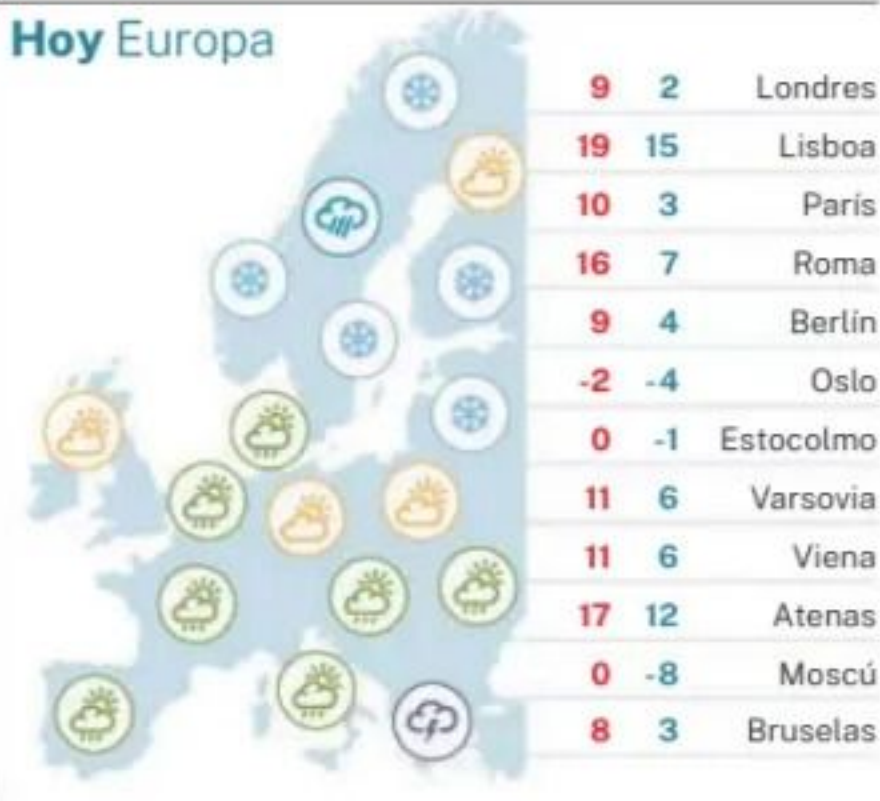 Hoy Europa
9 2 Londres
19 15 Lisboa
10 3 París
16 7 Roma
9 4 Berlín
-2 -4 Oslo
0 -1 Estocolmo
11 6 Varsovia
11 6 Viena
17 12 Atenas
0 -8 Moscú
8 3 Bruselas